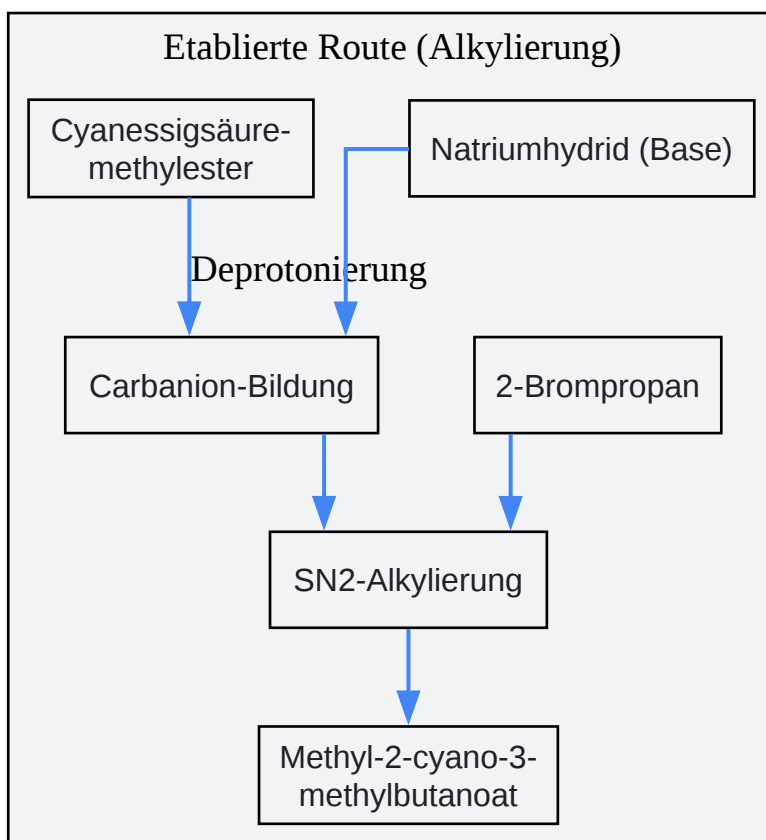 Etablierte Route (Alkylierung)
Cyanessigsäure-
methylester
Natriumhydrid (Base)
Deprotonierung
Carbanion-Bildung
2-Brompropan
SN2-Alkylierung
Methyl-2-cyano-3-
methylbutanoat